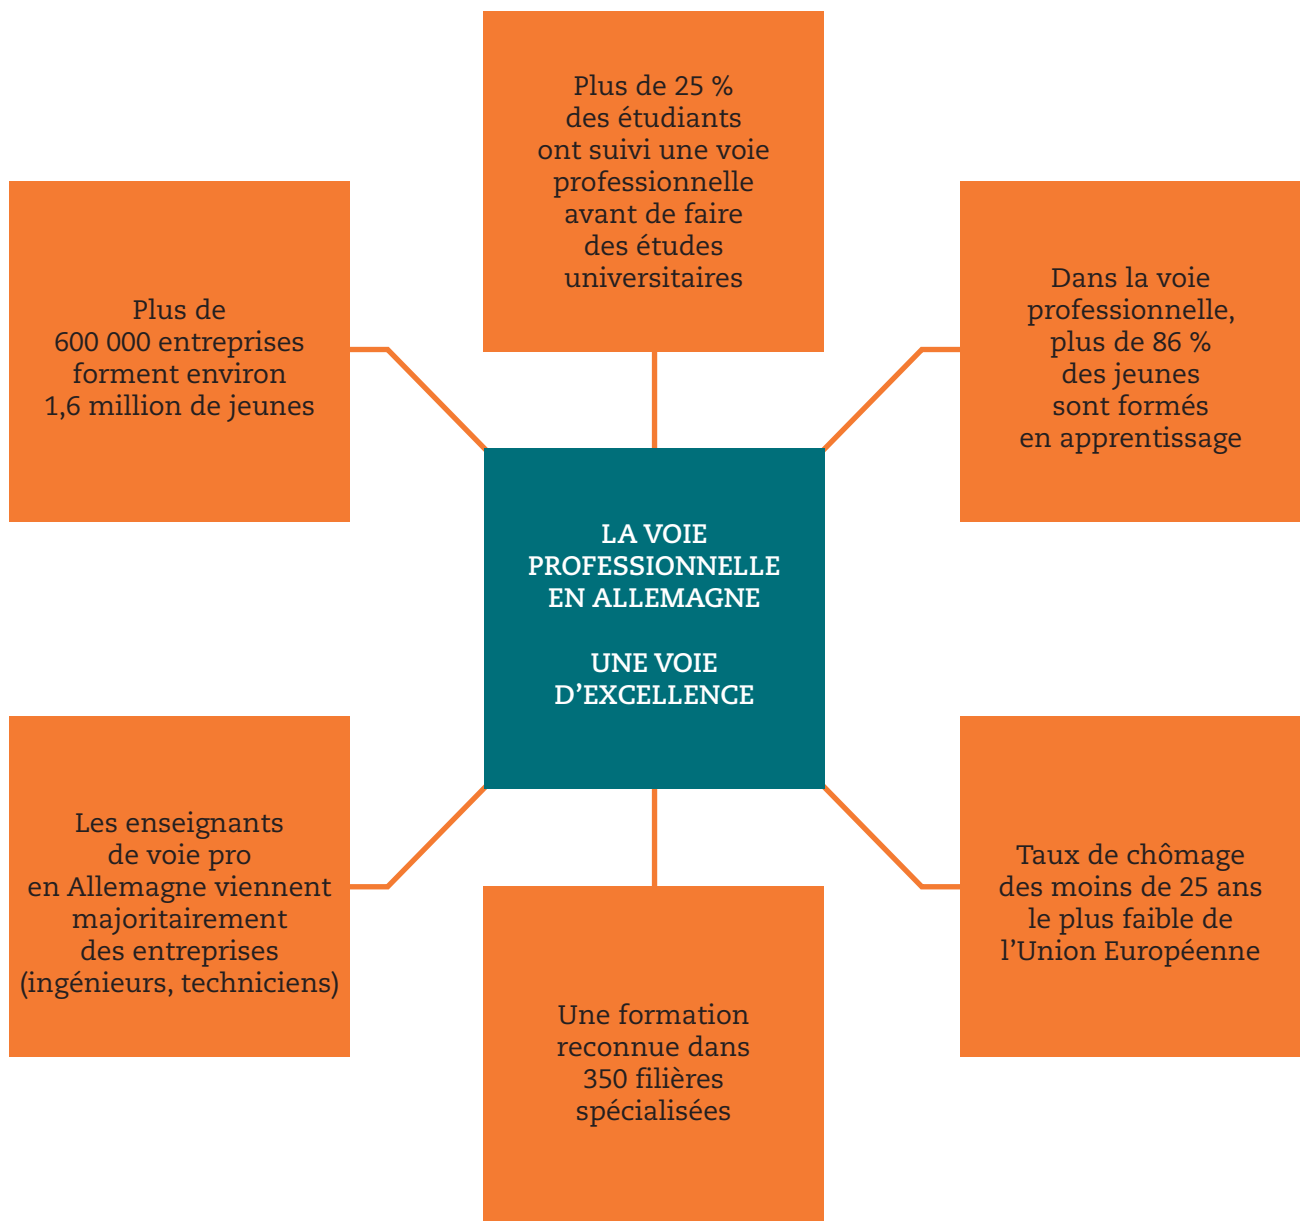 Plus de 25 %
des étudiants
ont suivi une voie
professionnelle
avant de faire
des études
universitaires
Plus de
600 000 entreprises
forment environ
1,6 million de jeunes
Dans la voie
professionnelle,
plus de 86 %
des jeunes
sont formés
en apprentissage
LA VOIE
PROFESSIONNELLE
EN ALLEMAGNE
UNE VOIE
D’EXCELLENCE
Les enseignants
de voie pro
en Allemagne viennent
majoritairement
des entreprises
(ingénieurs, techniciens)
Taux de chômage
des moins de 25 ans
le plus faible de
l’Union Européenne
Une formation
reconnue dans
350 filières
spécialisées